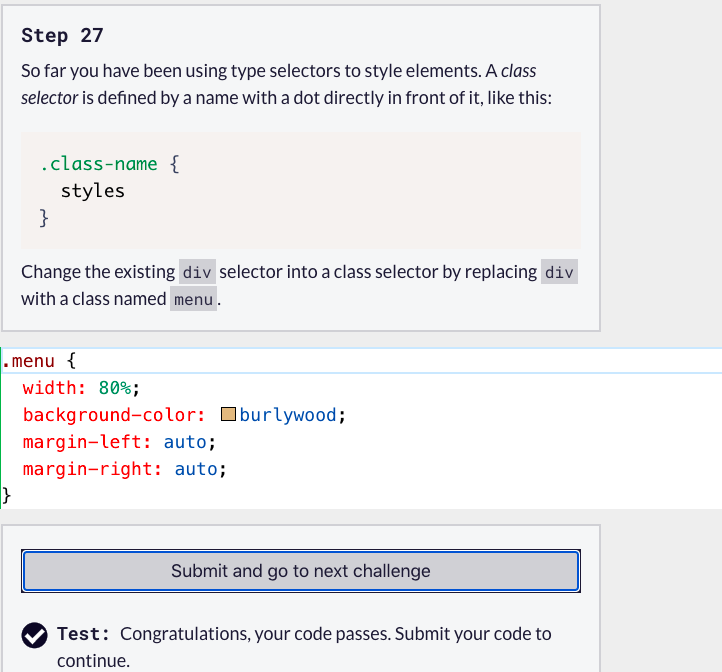 Step 27
So far you have been using type selectors to style elements. A class
selector is defined by a name with a dot directly in front of it, like this:
.class-name {
  styles
}
Change the existing div selector into a class selector by replacing div
with a class named menu.
.menu {
  width: 80%;
  background-color: burlywood;
  margin-left: auto;
  margin-right: auto;
}
Submit and go to next challenge
Test: Congratulations, your code passes. Submit your code to
continue.